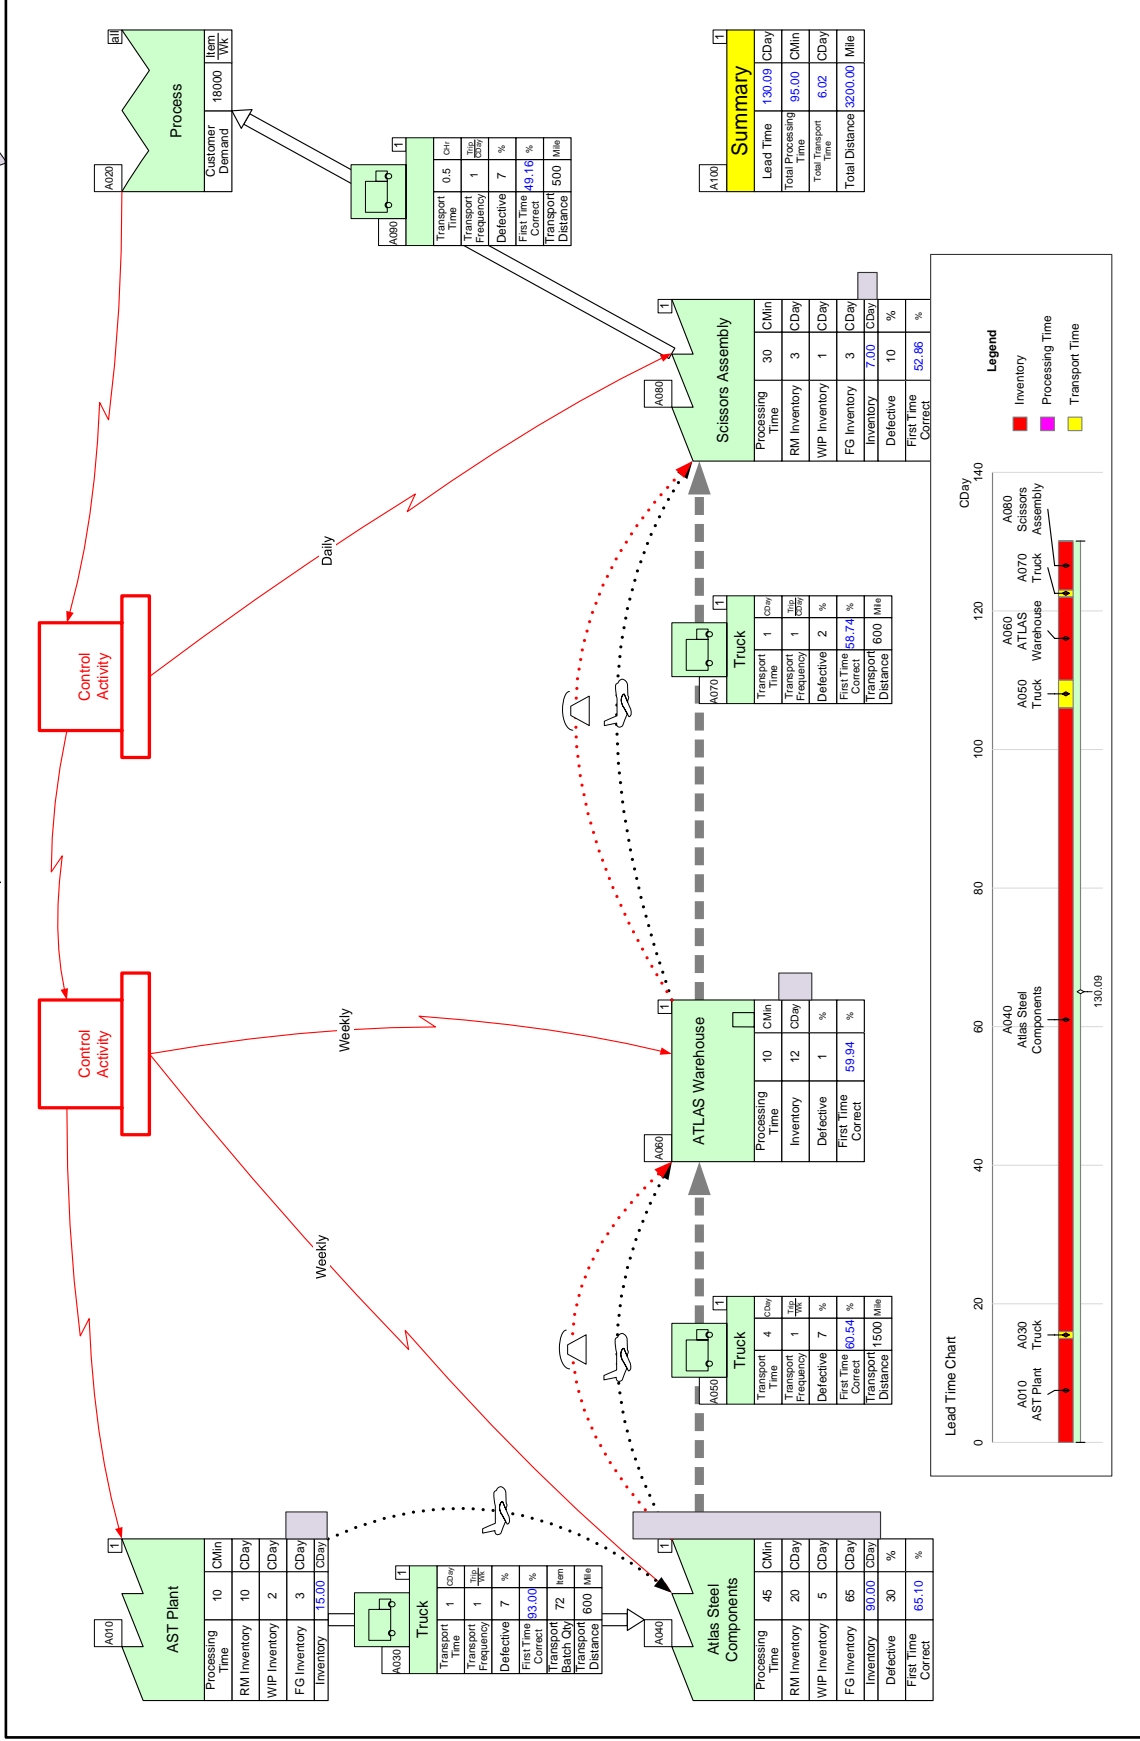 Control
Activity
Control
Activity
Weekly
Weekly
Daily
A010
1
AST Plant
Processing
Time
10
CMin
RM Inventory
10
CDay
WIP Inventory
2
CDay
FG Inventory
3
CDay
Inventory
15.00
CDay
A020
all
Process
Customer
Demand
18000
Item
Wk
A030
1
Truck
Transport
Time
1
CDay
Transport
Frequency
1
Trip
Wk
Defective
7
%
First Time
Correct
93.00
%
Transport
Batch Qty
72
Item
Transport
Distance
600
Mile
A090
1
Transport
Time
0.5
CHr
Transport
Frequency
1
Trip
CDay
Defective
7
%
First Time
Correct
49.16
%
Transport
Distance
500
Mile
A040
1
Atlas Steel
Components
Processing
Time
45
CMin
RM Inventory
20
CDay
WIP Inventory
5
CDay
FG Inventory
65
CDay
Inventory
90.00
CDay
Defective
30
%
First Time
Correct
65.10
%
A050
1
Truck
Transport
Time
4
CDay
Transport
Frequency
1
Trip
Wk
Defective
7
%
First Time
Correct
60.54
%
Transport
Distance
1500
Mile
A060
1
ATLAS Warehouse
Processing
Time
10
CMin
Inventory
12
CDay
Defective
1
%
First Time
Correct
59.94
%
A070
1
Truck
Transport
Time
1
CDay
Transport
Frequency
1
Trip
CDay
Defective
2
%
First Time
Correct
58.74
%
Transport
Distance
600
Mile
A080
1
Scissors Assembly
Processing
Time
30
CMin
RM Inventory
3
CDay
WIP Inventory
1
CDay
FG Inventory
3
CDay
Inventory
7.00
CDay
Defective
10
%
First Time
Correct
52.86
%
A100
1
Summary
Lead Time
130.09
CDay
Total Processing
Time
95.00
CMin
Total Transport
Time
6.02
CDay
Total Distance
3200.00
Mile
Lead Time Chart
CDay
0
20
40
60
80
100
120
140
A010
AST Plant
A030
Truck
A040
Atlas Steel
Components
A050
Truck
A060
ATLAS
Warehouse
A070
Truck
A080
Scissors
Assembly
130.09
Legend
Inventory
Processing Time
Transport Time